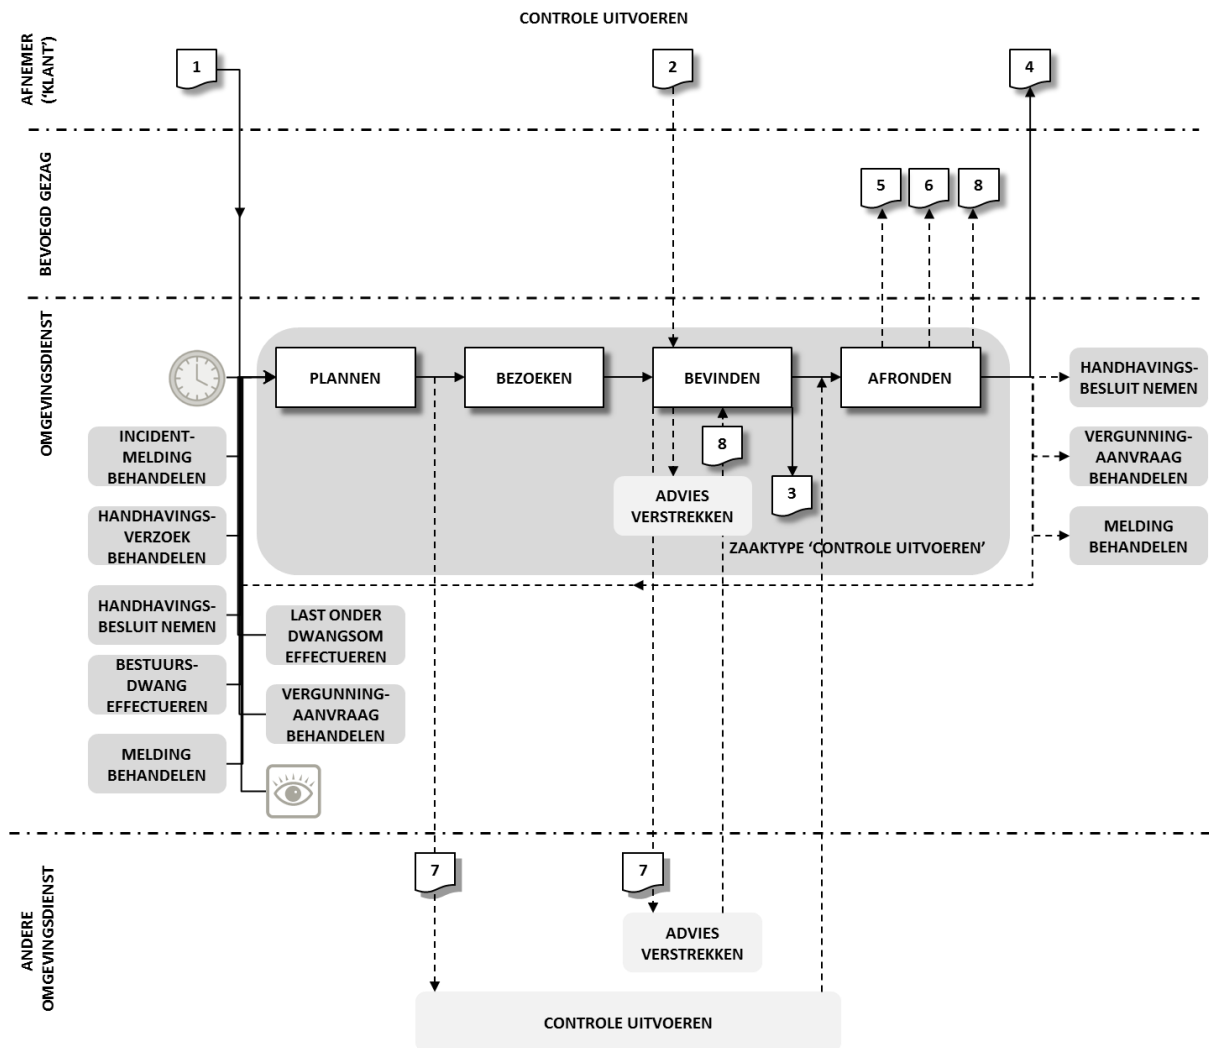 CONTROLE UITVOEREN
AFNEMER
(‘KLANT’)
1
2
4
BEVOEGD GEZAG
5
6
8
OMGEVINGSDIENST
PLANNEN
BEZOEKEN
BEVINDEN
AFRONDEN
HANDHAVINGS-
BESLUIT NEMEN
INCIDENT-
MELDING
BEHANDELEN
8
VERGUNNING-
AANVRAAG
BEHANDELEN
3
ADVIES
VERSTREKKEN
HANDHAVINGS-
VERZOEK
BEHANDELEN
MELDING
BEHANDELEN
ZAAKTYPE ‘CONTROLE UITVOEREN’
HANDHAVINGS-
BESLUIT NEMEN
LAST ONDER
DWANGSOM
EFFECTUEREN
BESTUURS-
DWANG
EFFECTUEREN
VERGUNNING-
AANVRAAG
BEHANDELEN
MELDING
BEHANDELEN
ANDERE
OMGEVINGSDIENST
7
7
ADVIES
VERSTREKKEN
CONTROLE UITVOEREN